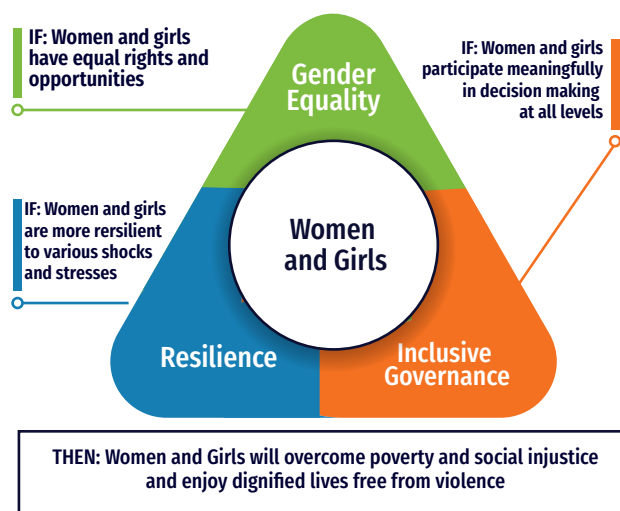 IF: Women and girls
have equal rights and
opportunities
Gender
Equality
IF: Women and girls
participate meaningfully
in decision making
at all levels
IF: Women and girls
are more rersilient
to various shocks
and stresses
Women
and Girls
Resilience
Inclusive
Governance
THEN: Women and Girls will overcome poverty and social injustice
and enjoy dignified lives free from violence